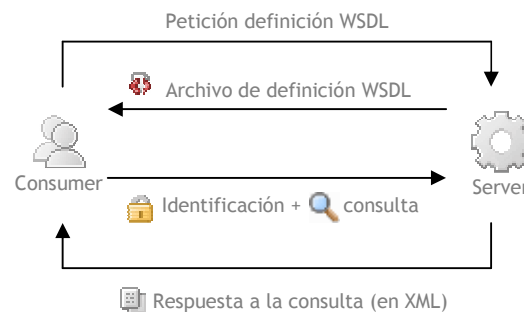 Petición definición WSDL
Archivo de definición WSDL
Consumer
Server
Identificación + consulta
Respuesta a la consulta (en XML)